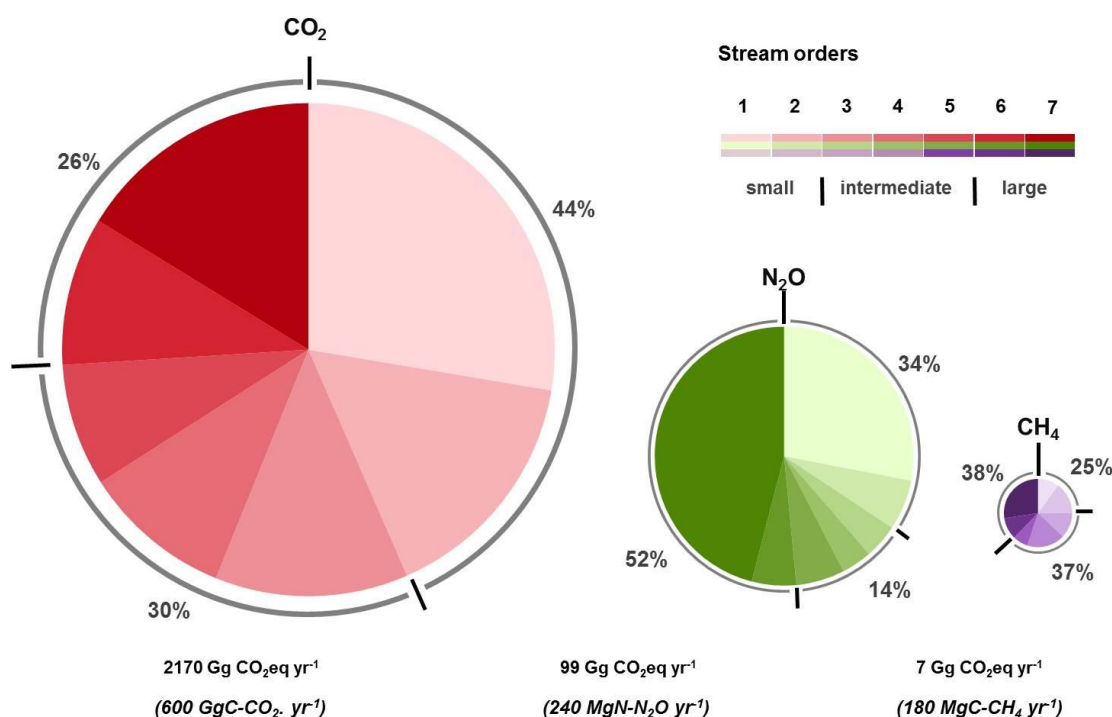 CO₂
26%
44%
30%
Stream orders
1 2 3 4 5 6 7
small intermediate large
N₂O
34%
52%
14%
CH₄
38%
25%
37%
2170 Gg CO₂eq yr⁻¹
(600 GgC-CO₂. yr⁻¹)
99 Gg CO₂eq yr⁻¹
(240 MgN-N₂O yr⁻¹)
7 Gg CO₂eq yr⁻¹
(180 MgC-CH₄ yr⁻¹)